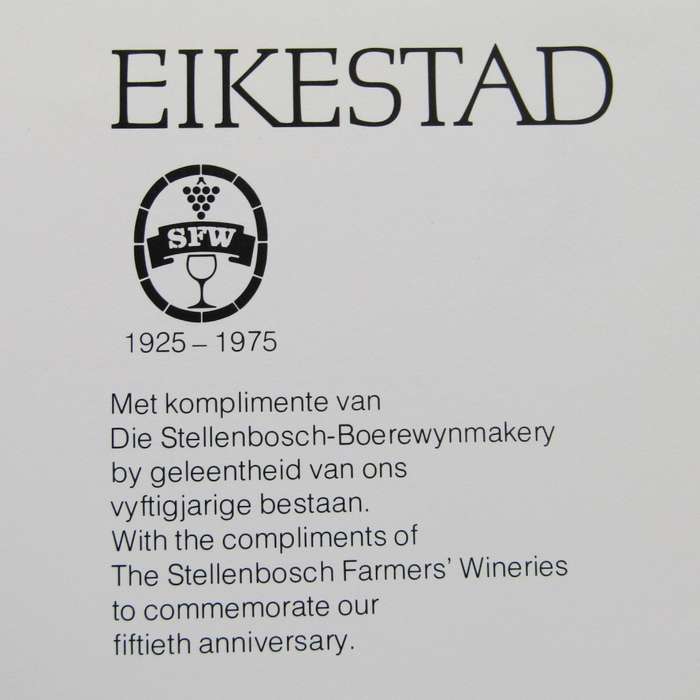 EIKESTAD
SFW
1925 – 1975
Met komplimente van
Die Stellenbosch-Boerewynmakery
by geleentheid van ons
vyftigjarige bestaan.
With the compliments of
The Stellenbosch Farmers' Wineries
to commemorate our
fiftieth anniversary.